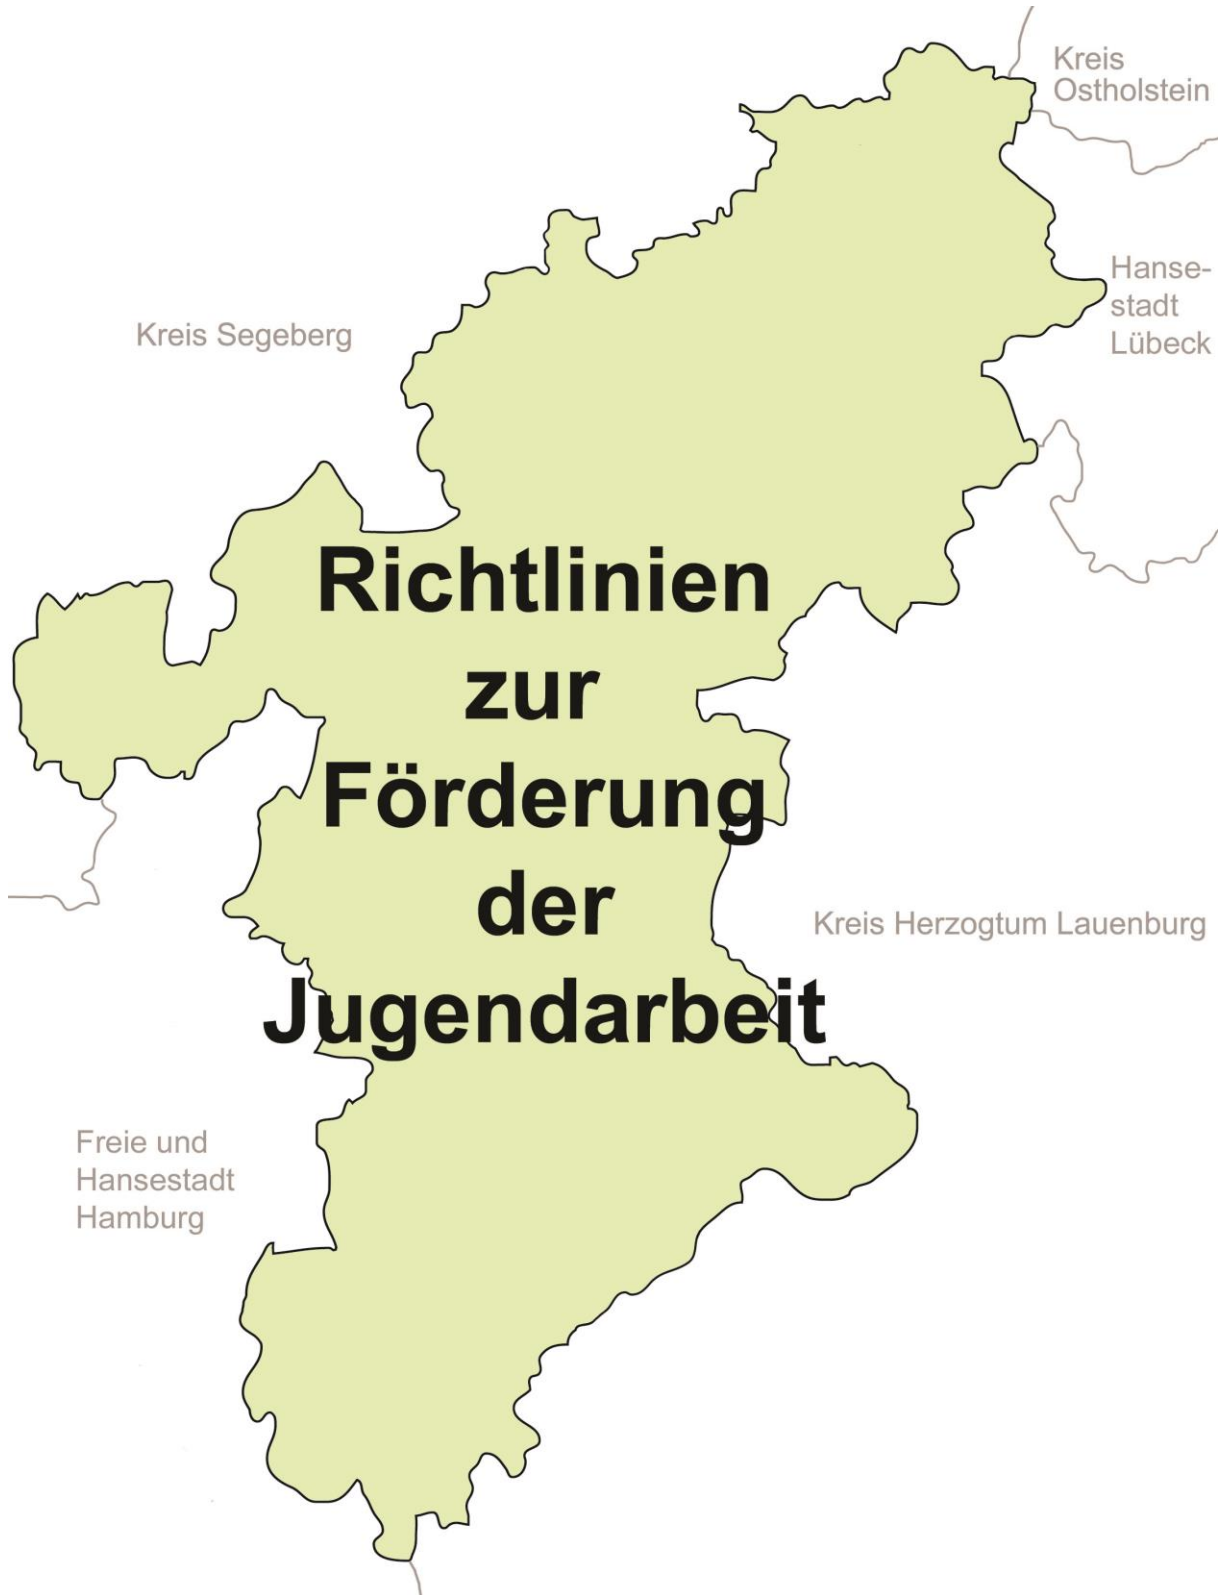 Kreis
Ostholstein
Hanse-
stadt
Lübeck
Kreis Segeberg
Richtlinien
zur
Förderung
der
Jugendarbeit
Kreis Herzogtum Lauenburg
Freie und
Hansestadt
Hamburg